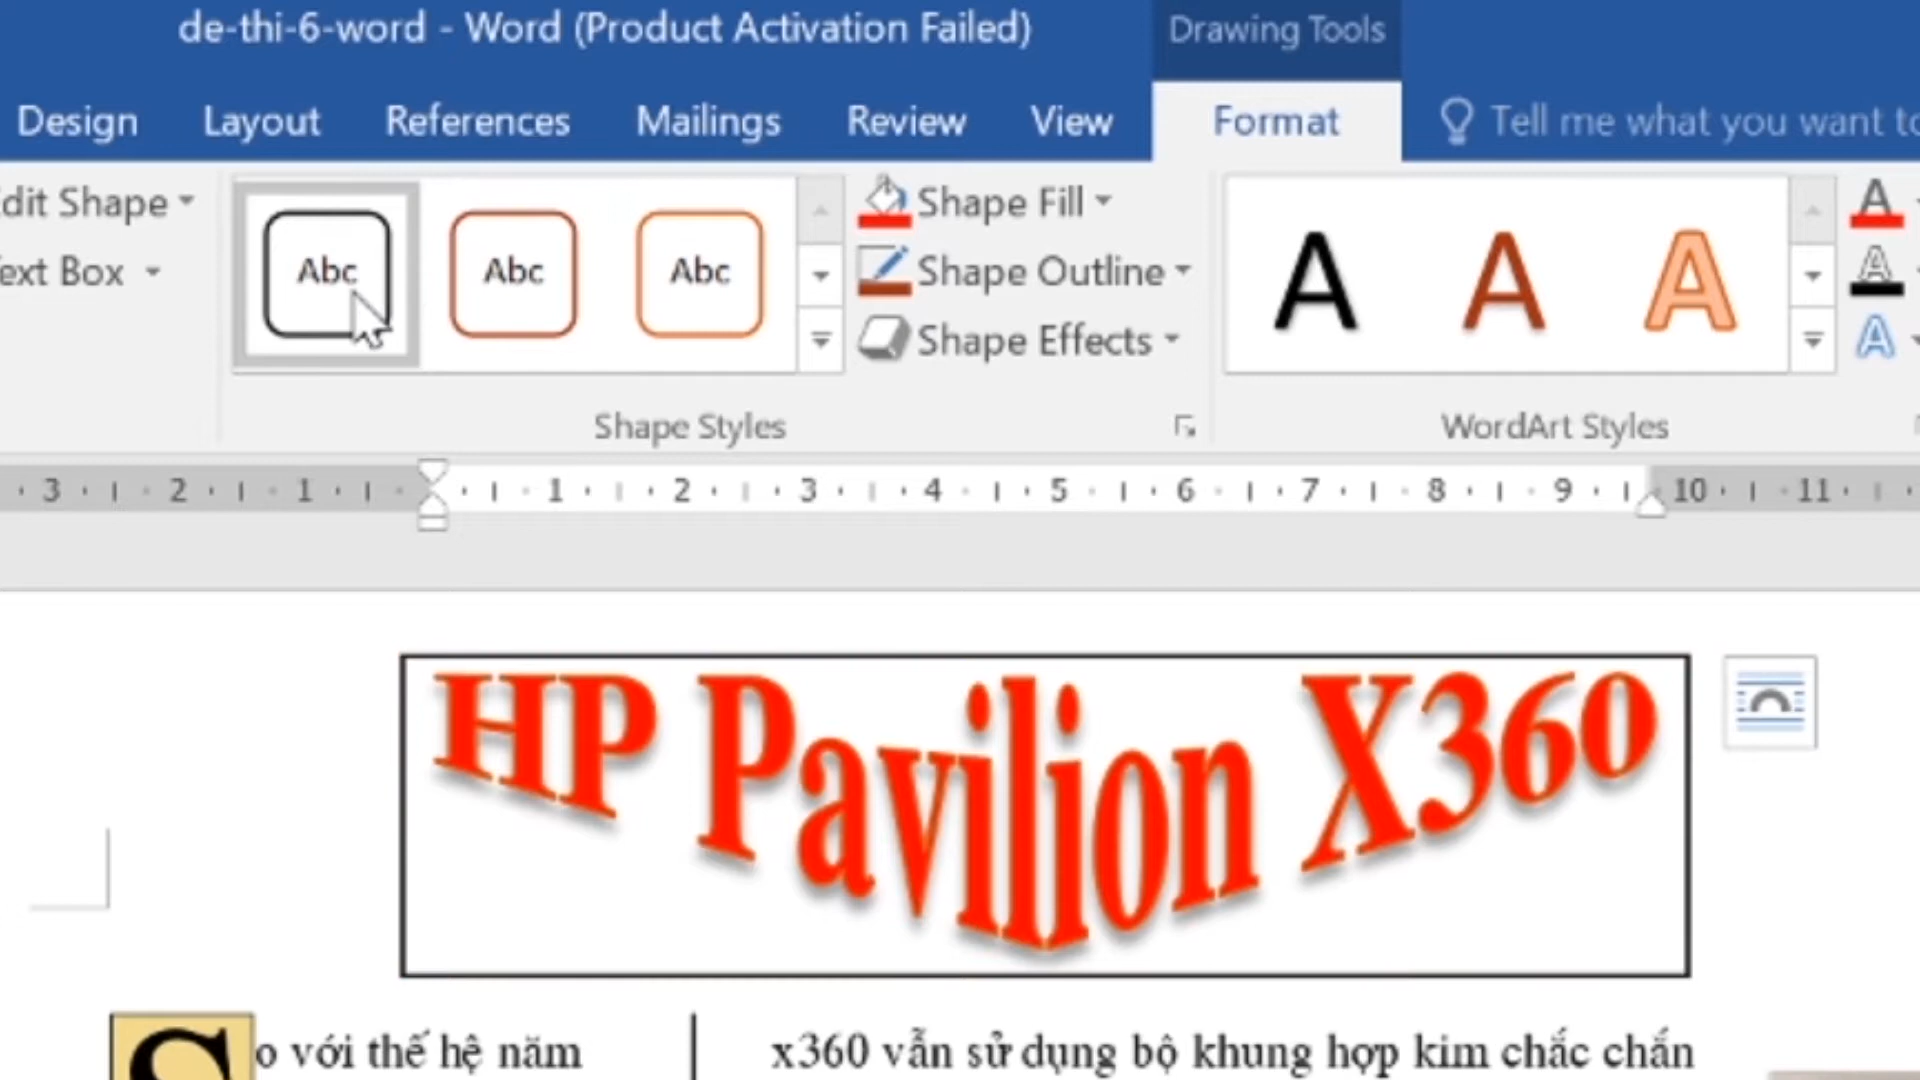 de-thi-6-word - Word (Product Activation Failed)
Drawing Tools
Design Layout References Mailings Review View Format Tell me what you want to
dit Shape
Abc Abc Abc
Shape Fill
A A A
A
ext Box
Shape Outline
A
Shape Effects
A
Shape Styles
WordArt Styles
3 2 1 1 2 3 4 5 6 7 8 9 10 11
HP Pavilion X360
So với thế hệ năm
x360 vẫn sử dụng bộ khung hợp kim chắc chắn